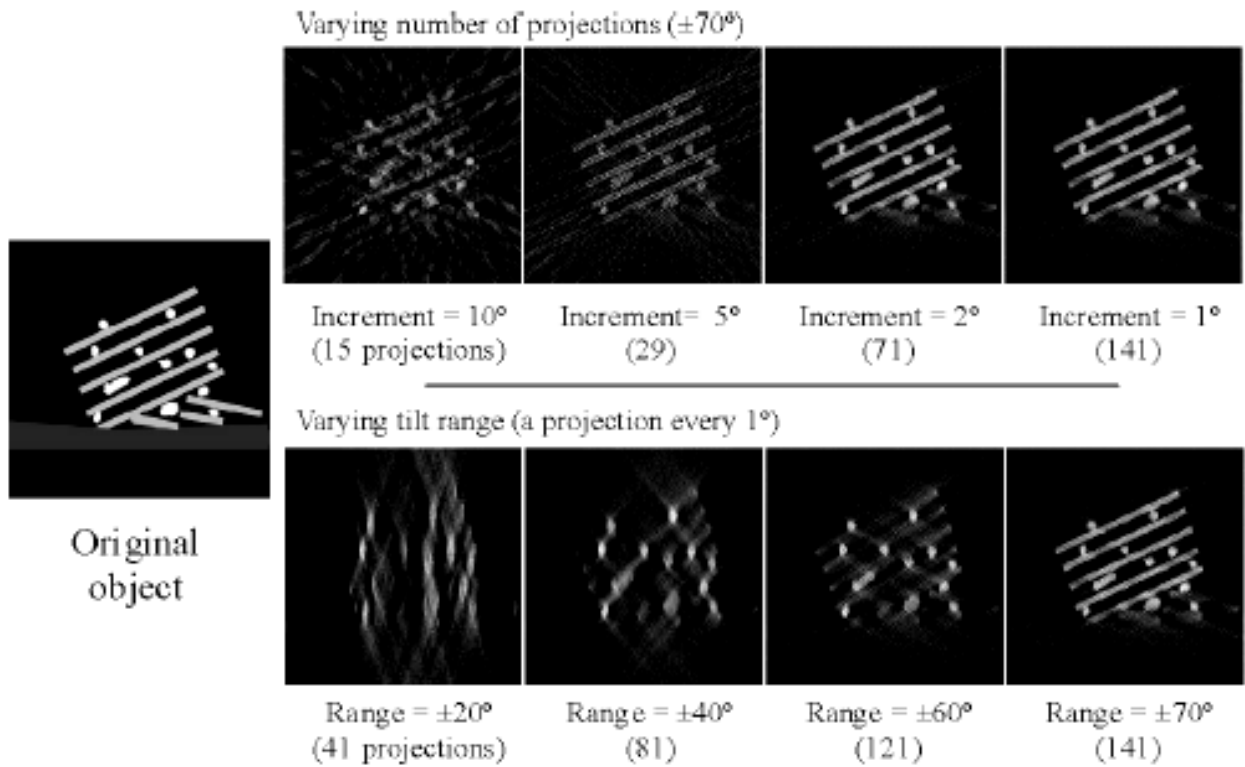 Varying number of projections (±70°)
Increment = 10°
(15 projections)
Increment= 5°
(29)
Increment = 2°
(71)
Increment = 1°
(141)
Original
object
Varying tilt range (a projection every 1°)
Range = ±20°
(41 projections)
Range = ±40°
(81)
Range = ±60°
(121)
Range = ±70°
(141)